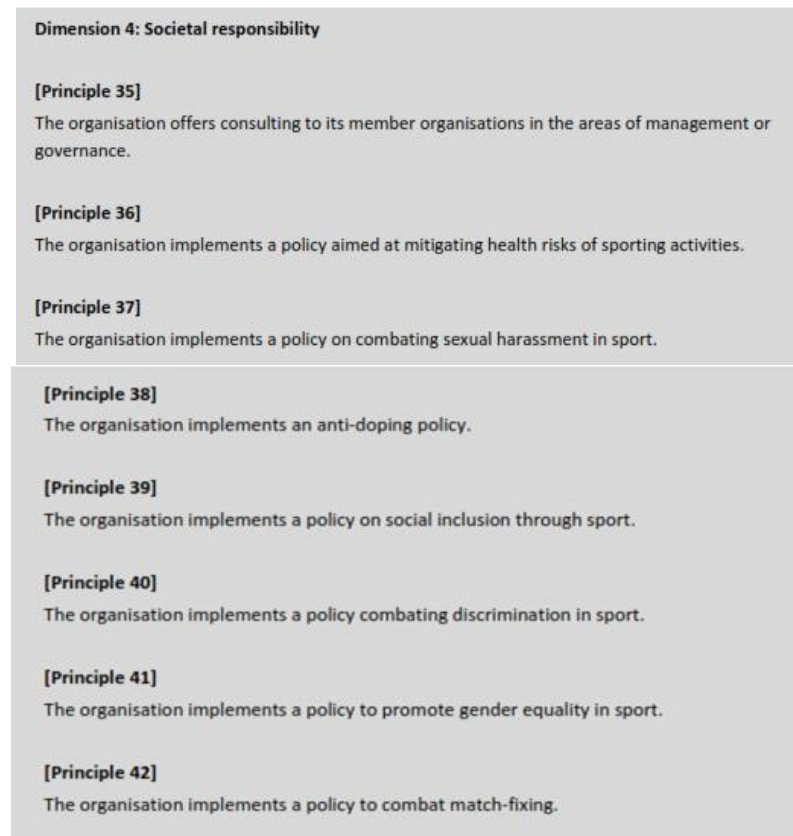 Dimension 4: Societal responsibility
[Principle 35]
The organisation offers consulting to its member organisations in the areas of management or
governance.
[Principle 36]
The organisation implements a policy aimed at mitigating health risks of sporting activities.
[Principle 37]
The organisation implements a policy on combating sexual harassment in sport.
[Principle 38]
The organisation implements an anti-doping policy.
[Principle 39]
The organisation implements a policy on social inclusion through sport.
[Principle 40]
The organisation implements a policy combating discrimination in sport.
[Principle 41]
The organisation implements a policy to promote gender equality in sport.
[Principle 42]
The organisation implements a policy to combat match-fixing.